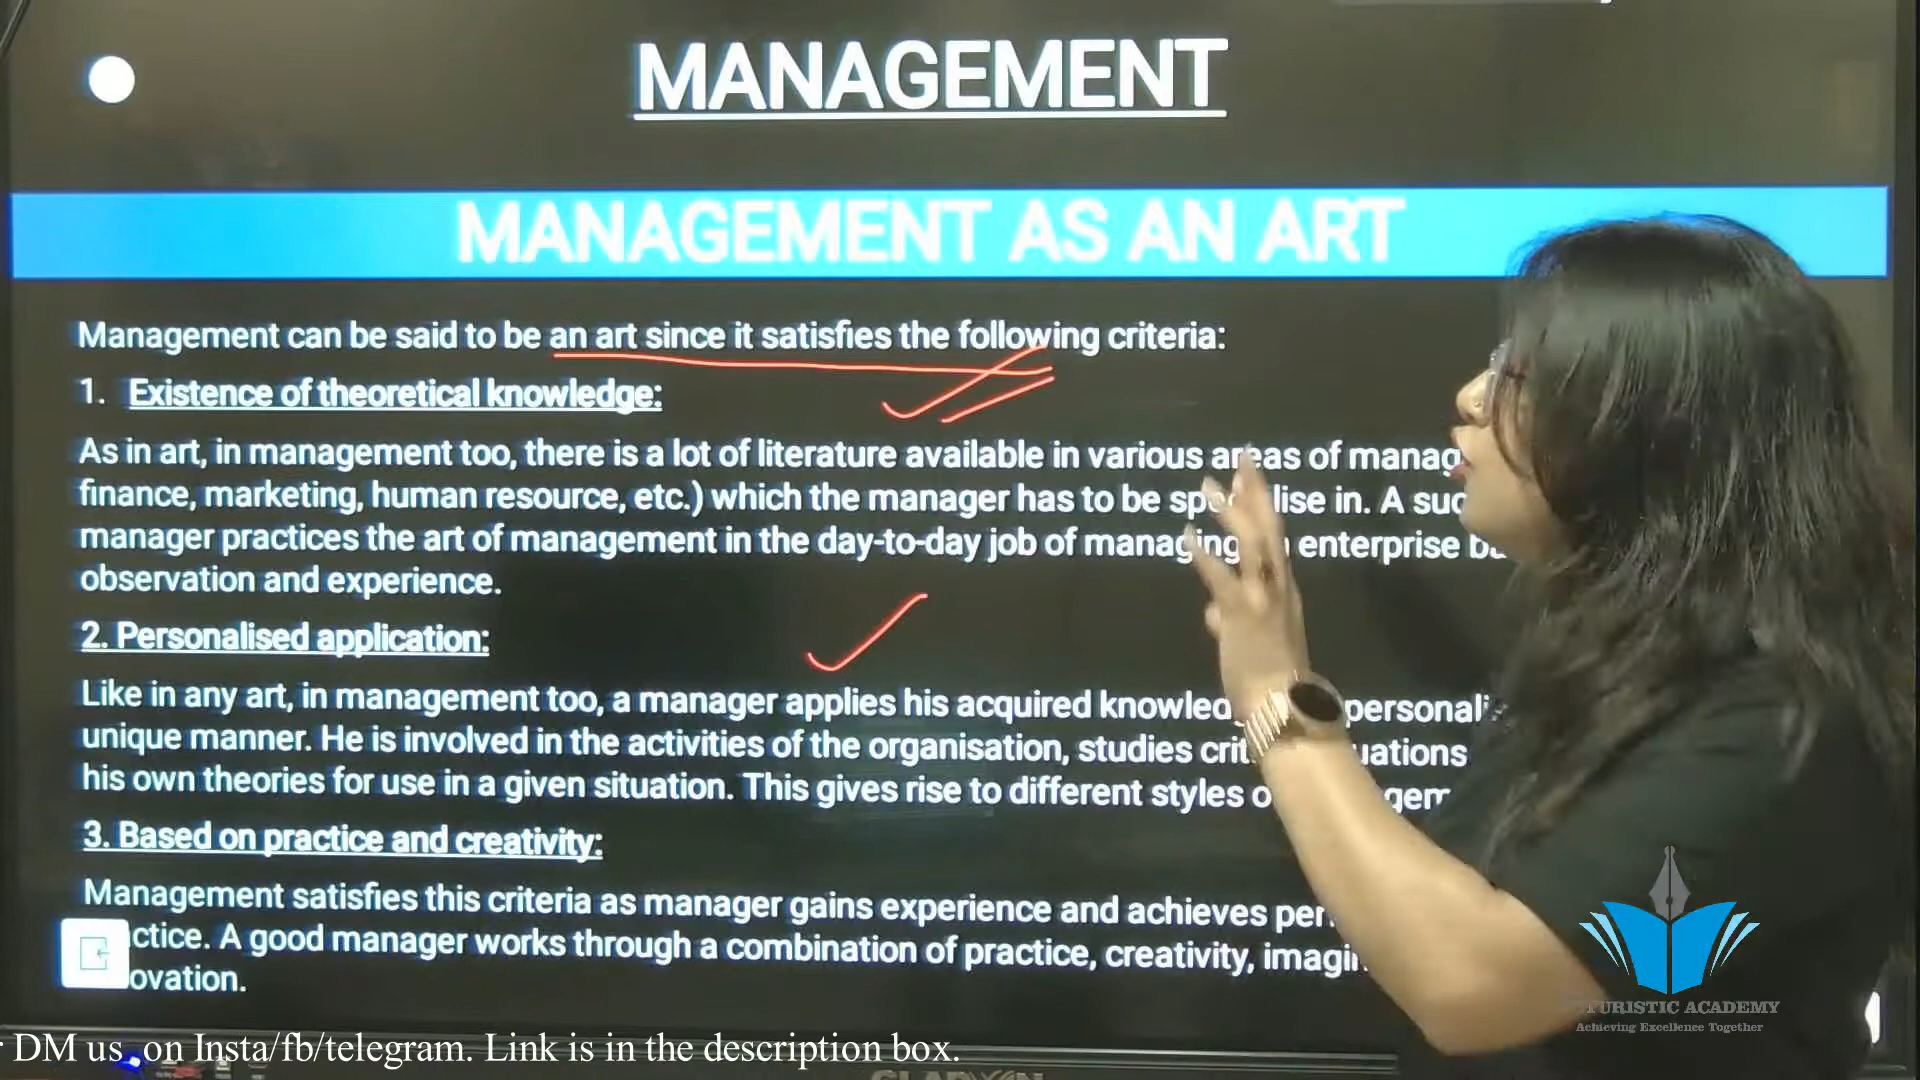 MANAGEMENT
MANAGEMENT AS AN ART
Management can be said to be an art since it satisfies the following criteria:
1. Existence of theoretical knowledge:
As in art, in management too, there is a lot of literature available in various areas of manag
finance, marketing, human resource, etc.) which the manager has to be sp lise in. A suc
manager practices the art of management in the day-to-day job of managing enterprise
observation and experience.
2. Personalised application:
Like in any art, in management too, a manager applies his acquired knowled personali
unique manner. He is involved in the activities of the organisation, studies crit uations
his own theories for use in a given situation. This gives rise to different styles o gem
3. Based on practice and creativity:
Management satisfies this criteria as manager gains experience and achieves per
ctice. A good manager works through a combination of practice, creativity, imagin
ovation.
URISTIC ACADEMY
Achieving Excellence Together
DM us on Insta/fb/telegram. Link is in the description box.